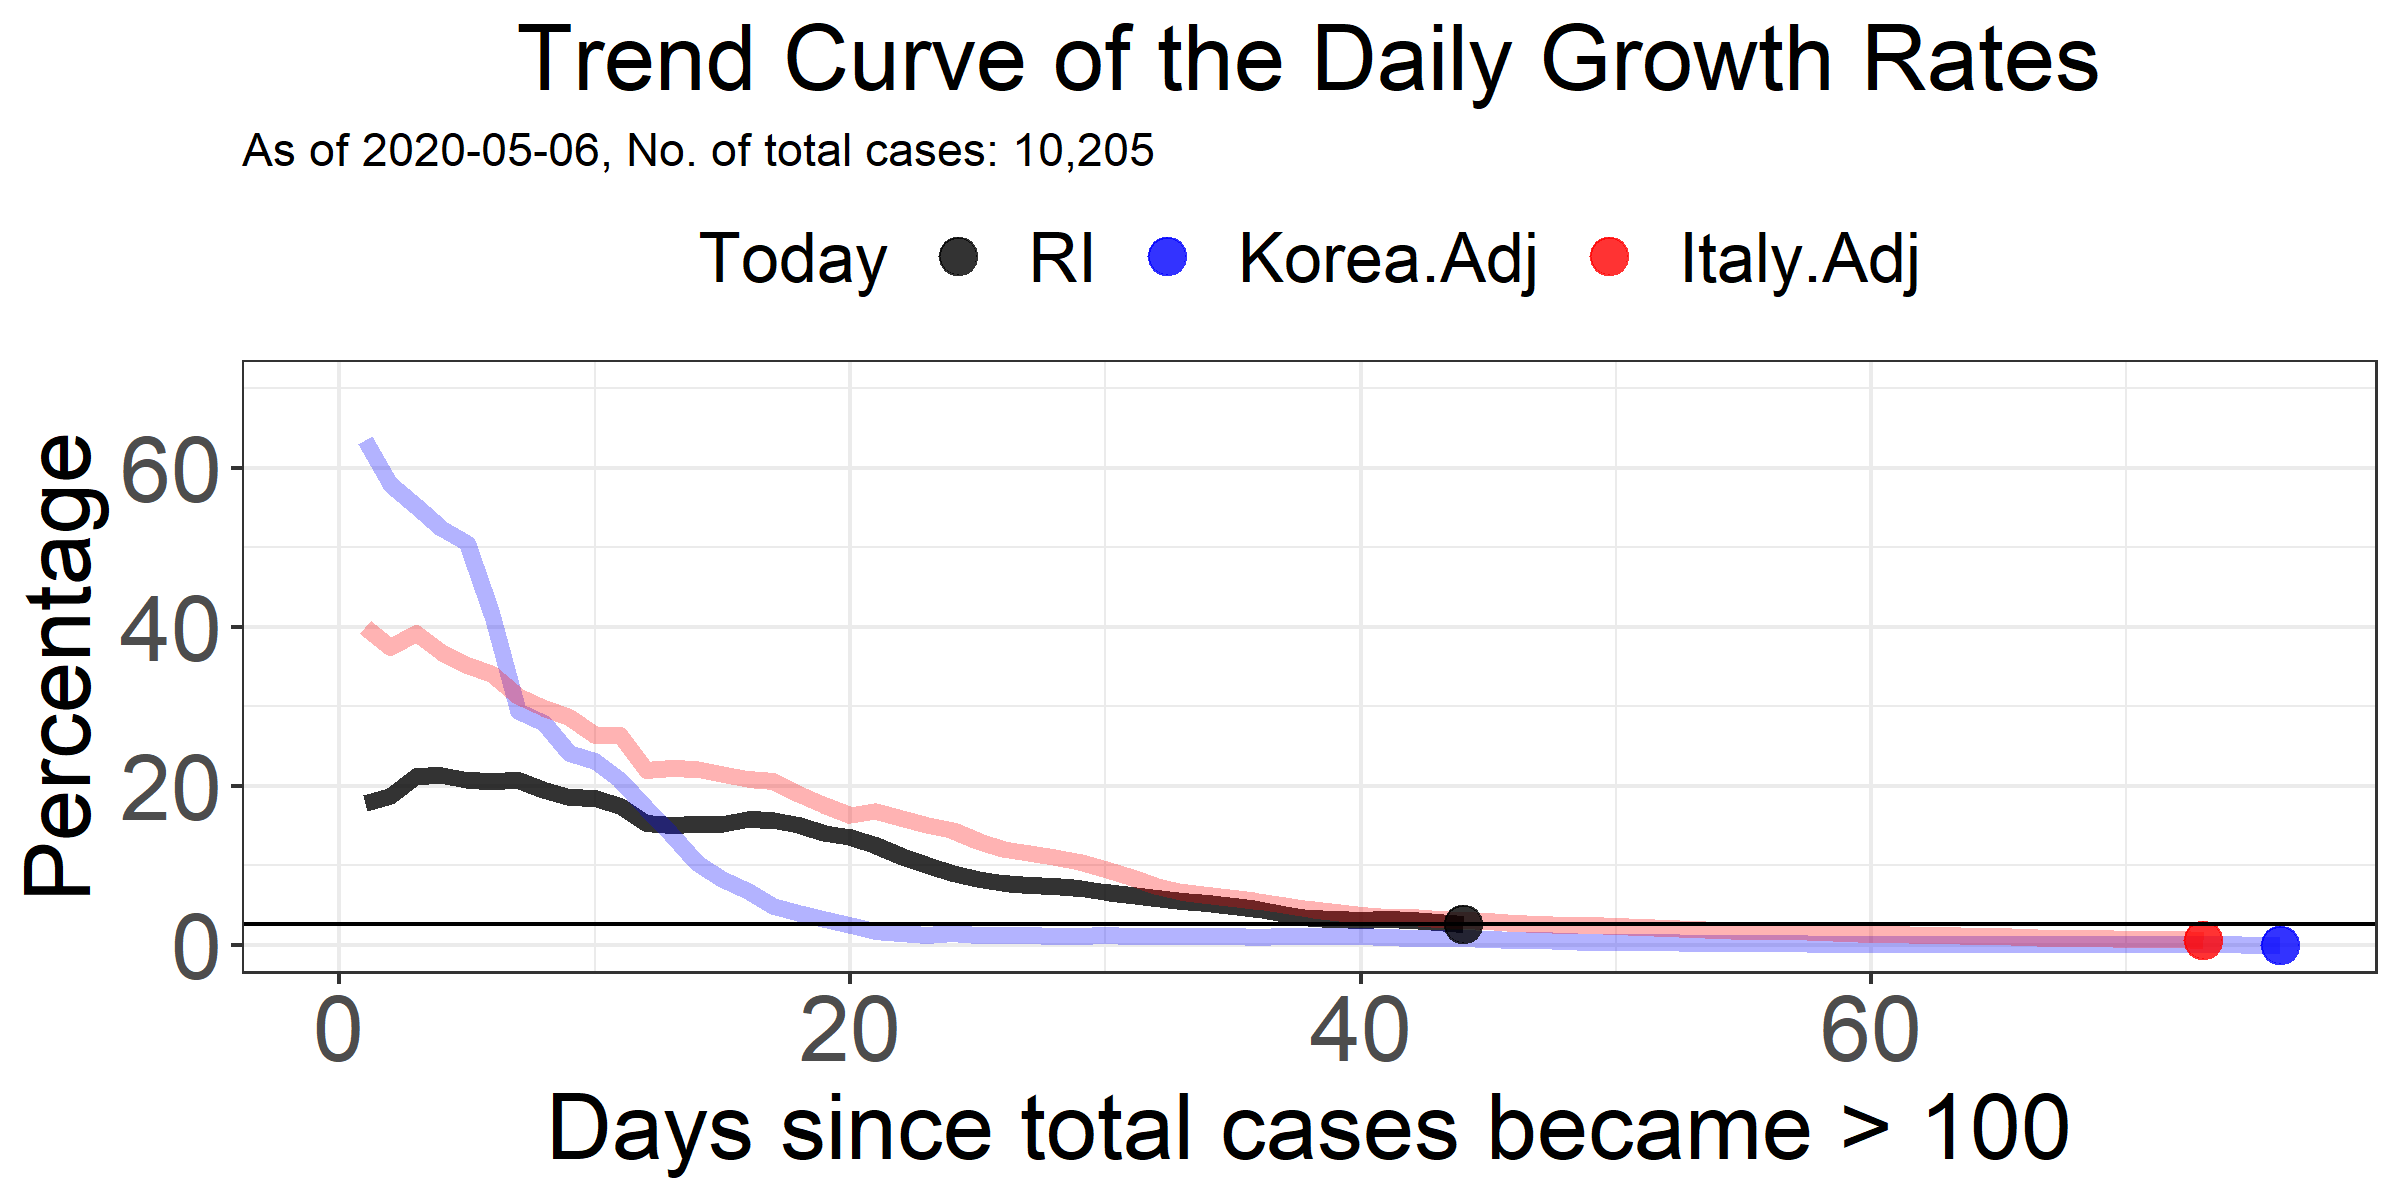 Trend Curve of the Daily Growth Rates
As of 2020-05-06, No. of total cases: 10,205
Today RI Korea.Adj Italy.Adj
Percentage
60
40
20
0
0 20 40 60
Days since total cases became > 100